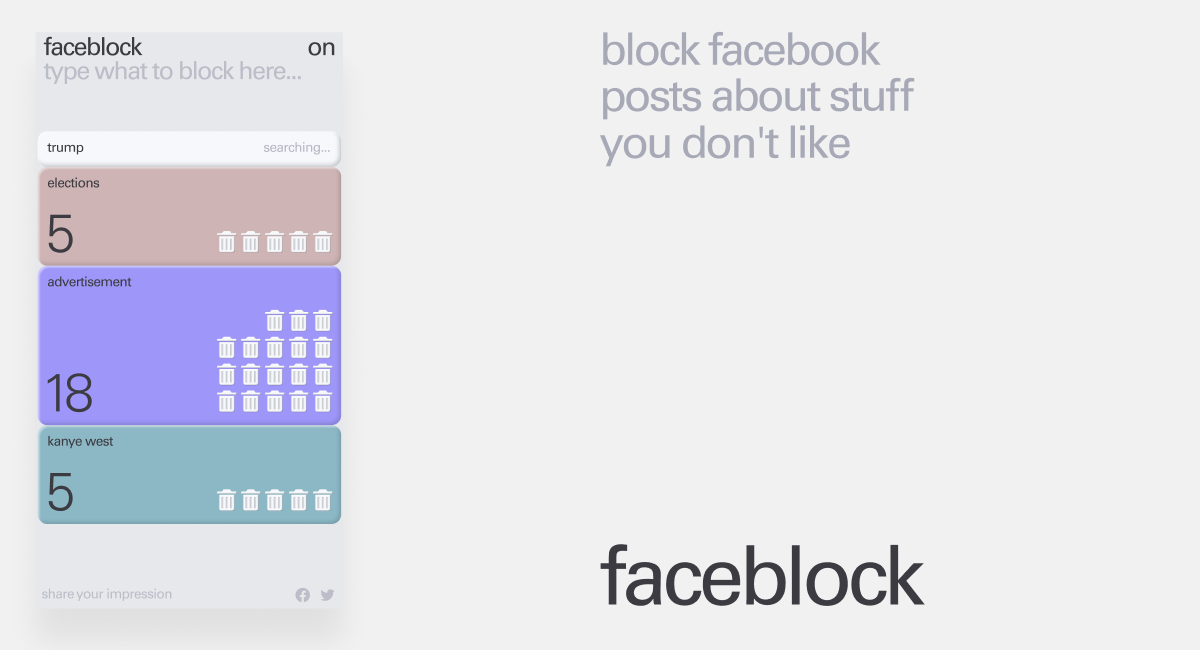 faceblock on
type what to block here...
trump searching...
elections
5
advertisement
18
kanye west
5
share your impression
block facebook
posts about stuff
you don't like
faceblock